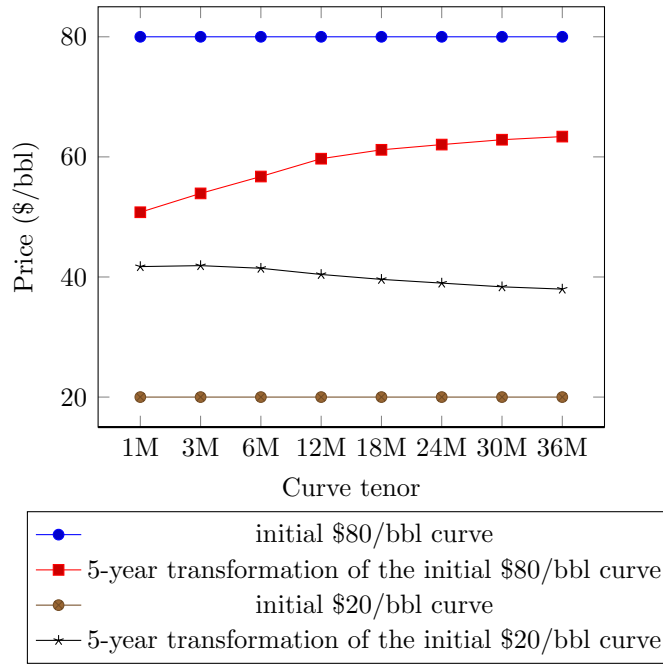 80
60
40
20
Price ($/bbl)
1M 3M 6M 12M 18M 24M 30M 36M
Curve tenor
initial $80/bbl curve
5-year transformation of the initial $80/bbl curve
initial $20/bbl curve
5-year transformation of the initial $20/bbl curve